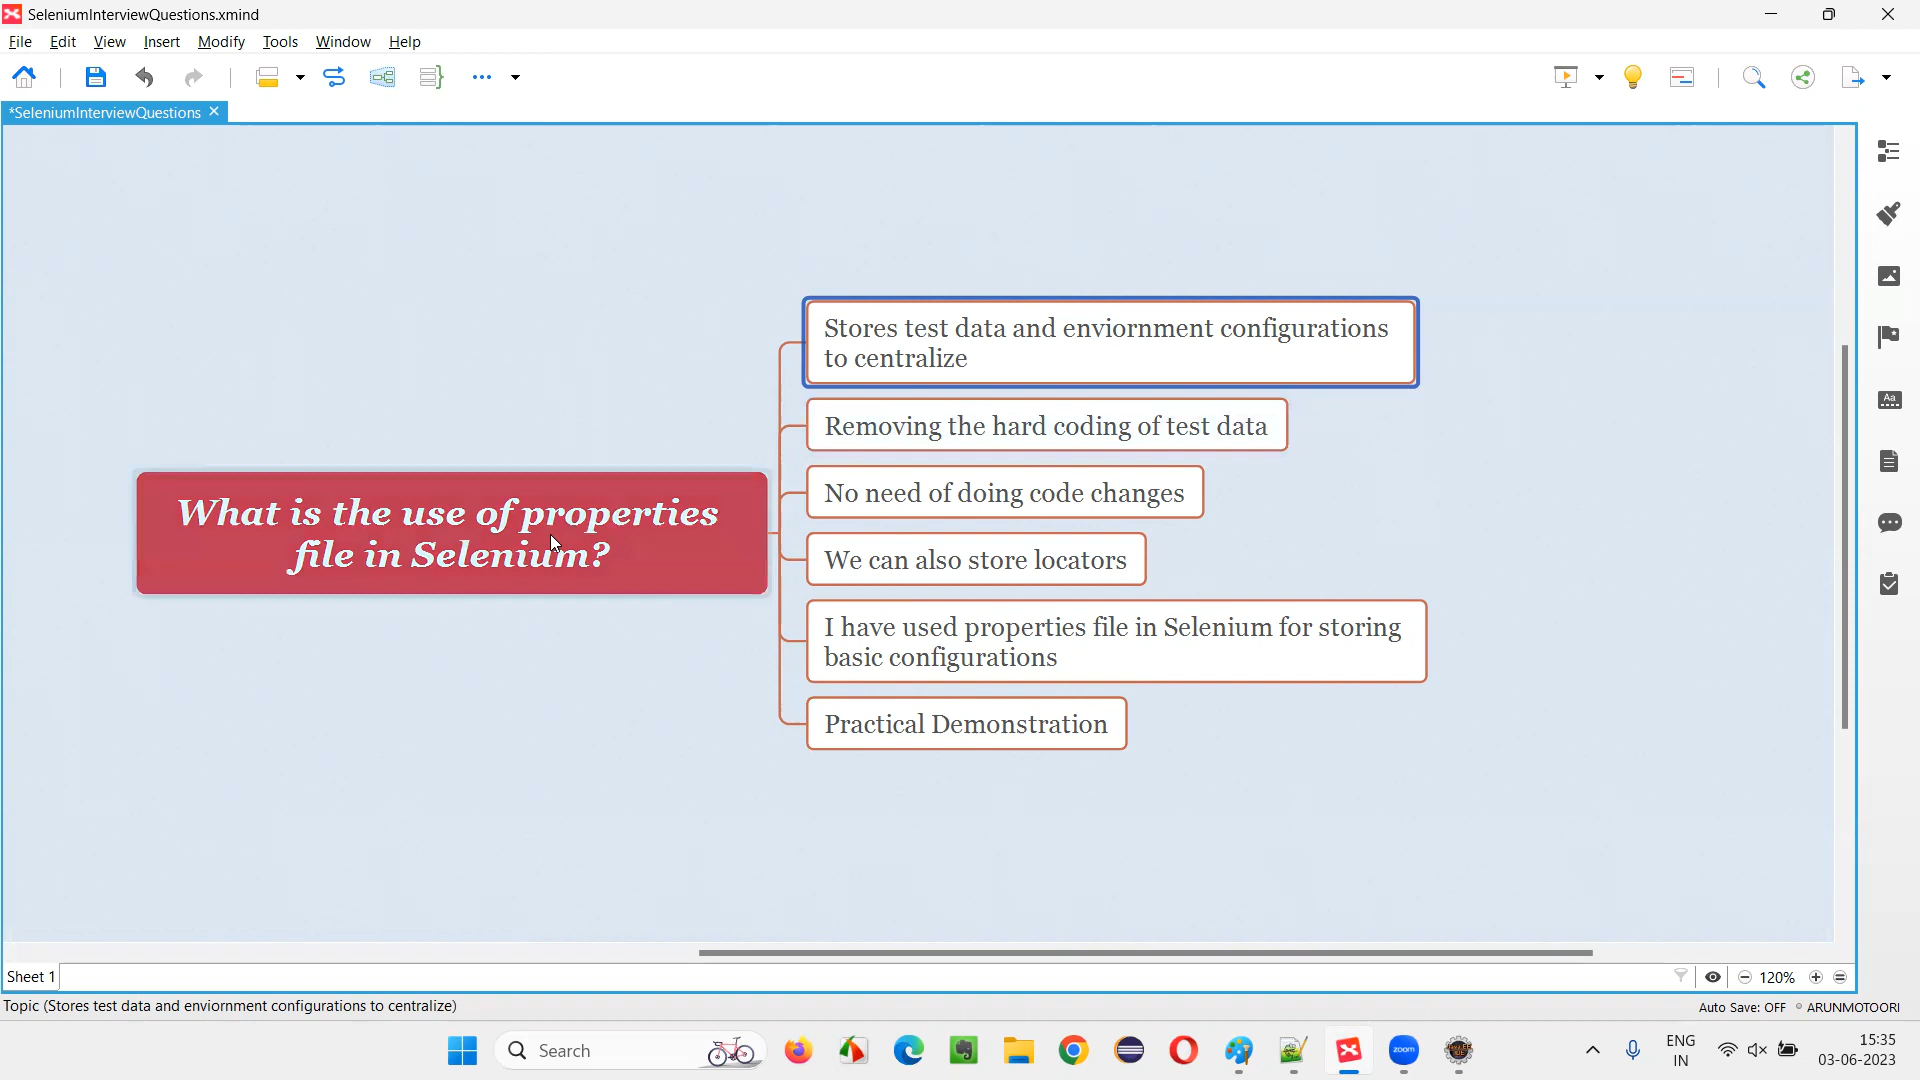 SeleniumInterviewQuestions.xmind
File Edit View Insert Modify Tools Window Help
*SeleniumInterviewQuestions
Stores test data and enviornment configurations
to centralize
Removing the hard coding of test data
No need of doing code changes
What is the use of properties
file in Selenium?
We can also store locators
I have used properties file in Selenium for storing
basic configurations
Practical Demonstration
Aa
Sheet 1
120%
Topic (Stores test data and enviornment configurations to centralize)
Auto Save: OFF ARUNMOTOORI
Search
zoom
ENG
IN
15:35
03-06-2023